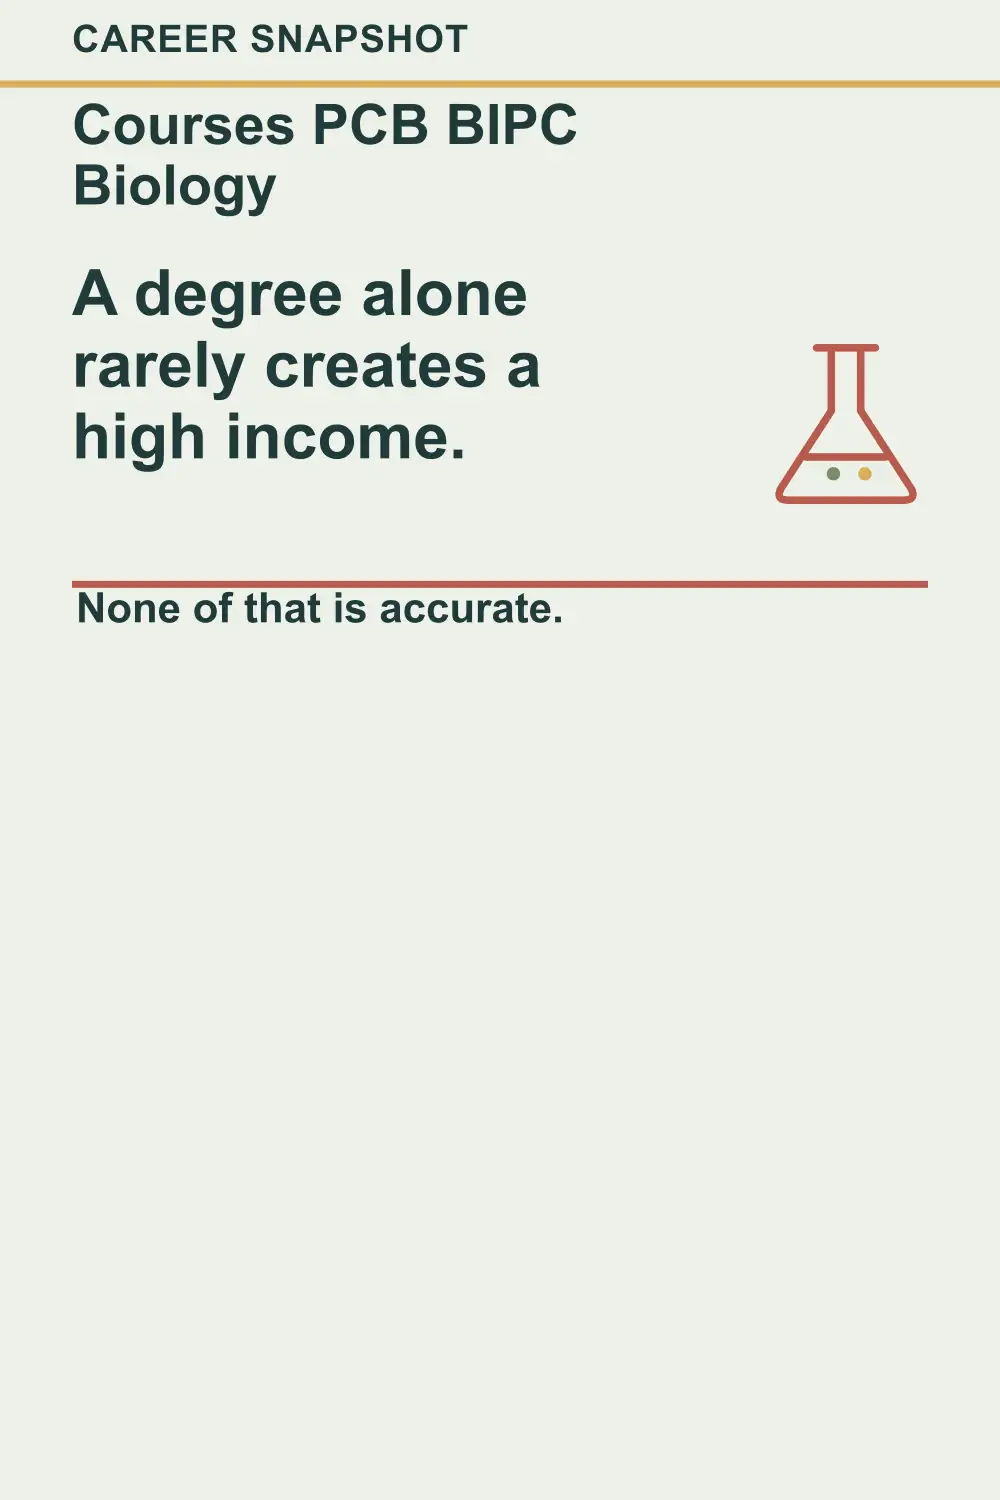 CAREER SNAPSHOT
Courses PCB BIPC
Biology
A degree alone
rarely creates a
high income.
None of that is accurate.